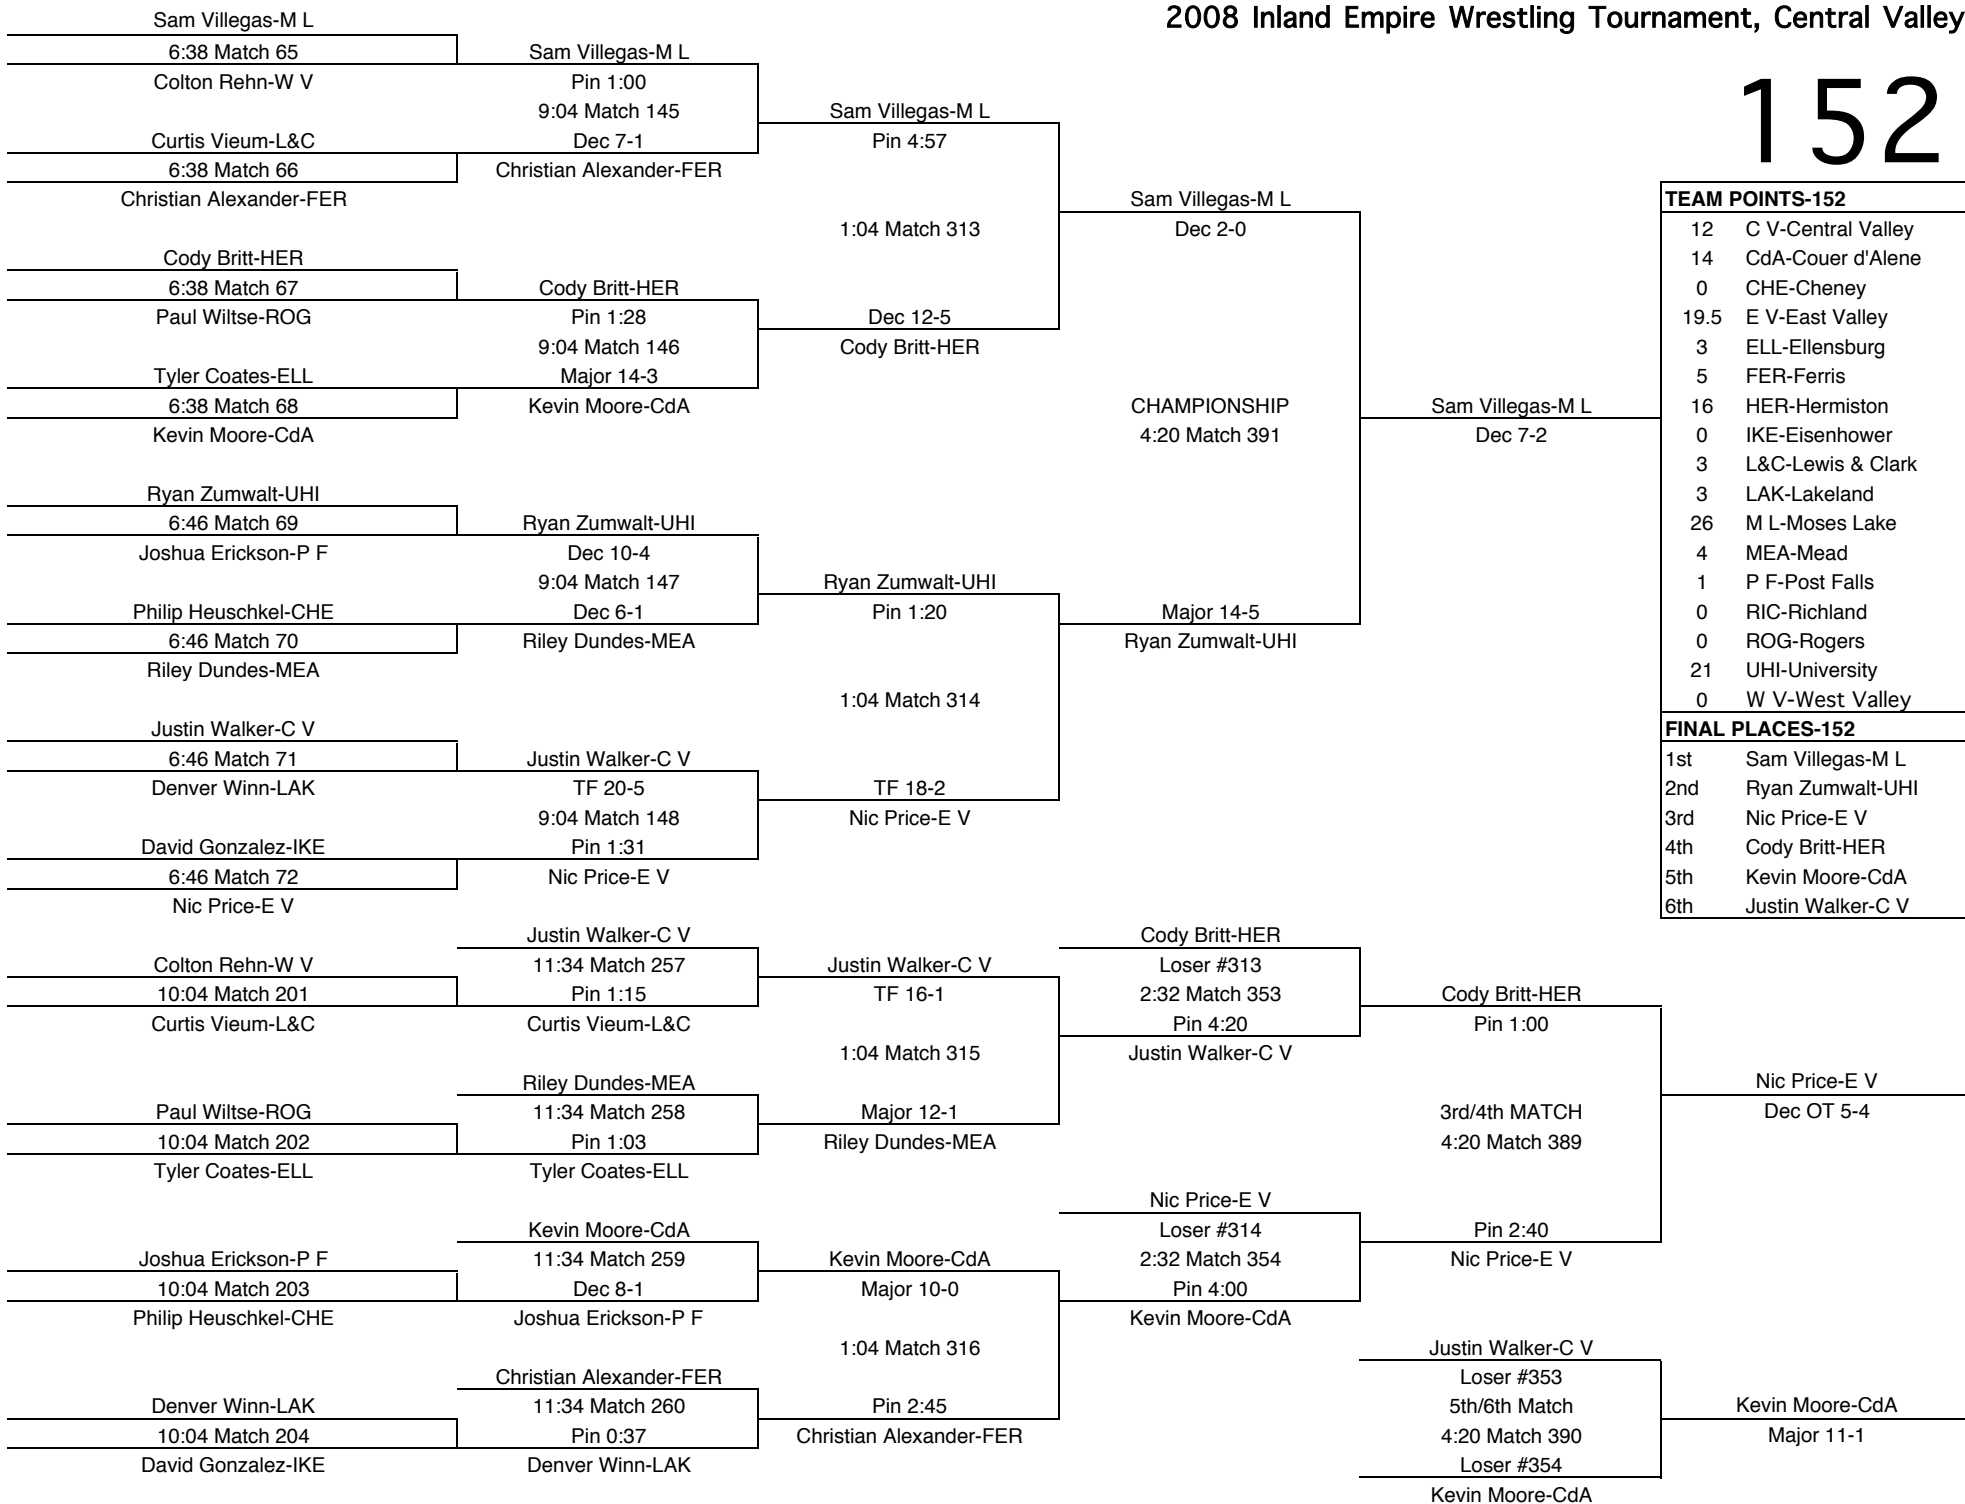 2008 Inland Empire Wrestling Tournament, Central Valley
152
Sam Villegas-M L
6:38 Match 65
Colton Rehn-W V
Curtis Vieum-L&C
6:38 Match 66
Christian Alexander-FER
Cody Britt-HER
6:38 Match 67
Paul Wiltse-ROG
Tyler Coates-ELL
6:38 Match 68
Kevin Moore-CdA
Ryan Zumwalt-UHI
6:46 Match 69
Joshua Erickson-P F
Philip Heuschkel-CHE
6:46 Match 70
Riley Dundes-MEA
Justin Walker-C V
6:46 Match 71
Denver Winn-LAK
David Gonzalez-IKE
6:46 Match 72
Nic Price-E V
Sam Villegas-M L
Pin 1:00
9:04 Match 145
Dec 7-1
Christian Alexander-FER
Cody Britt-HER
Pin 1:28
9:04 Match 146
Major 14-3
Kevin Moore-CdA
Ryan Zumwalt-UHI
Dec 10-4
9:04 Match 147
Dec 6-1
Riley Dundes-MEA
Justin Walker-C V
TF 20-5
9:04 Match 148
Pin 1:31
Nic Price-E V
Sam Villegas-M L
Pin 4:57
1:04 Match 313
Dec 12-5
Cody Britt-HER
Ryan Zumwalt-UHI
Pin 1:20
1:04 Match 314
TF 18-2
Nic Price-E V
Sam Villegas-M L
Dec 2-0
CHAMPIONSHIP
4:20 Match 391
Major 14-5
Ryan Zumwalt-UHI
Sam Villegas-M L
Dec 7-2
TEAM POINTS-152
12 C V-Central Valley
14 CdA-Couer d'Alene
0 CHE-Cheney
19.5 E V-East Valley
3 ELL-Ellensburg
5 FER-Ferris
16 HER-Hermiston
0 IKE-Eisenhower
3 L&C-Lewis & Clark
3 LAK-Lakeland
26 M L-Moses Lake
4 MEA-Mead
1 P F-Post Falls
0 RIC-Richland
0 ROG-Rogers
21 UHI-University
0 W V-West Valley
FINAL PLACES-152
1st Sam Villegas-M L
2nd Ryan Zumwalt-UHI
3rd Nic Price-E V
4th Cody Britt-HER
5th Kevin Moore-CdA
6th Justin Walker-C V
Colton Rehn-W V
10:04 Match 201
Curtis Vieum-L&C
Paul Wiltse-ROG
10:04 Match 202
Tyler Coates-ELL
Joshua Erickson-P F
10:04 Match 203
Philip Heuschkel-CHE
Denver Winn-LAK
10:04 Match 204
David Gonzalez-IKE
Justin Walker-C V
11:34 Match 257
Pin 1:15
Curtis Vieum-L&C
Riley Dundes-MEA
11:34 Match 258
Pin 1:03
Tyler Coates-ELL
Kevin Moore-CdA
11:34 Match 259
Dec 8-1
Joshua Erickson-P F
Christian Alexander-FER
11:34 Match 260
Pin 0:37
Denver Winn-LAK
Justin Walker-C V
TF 16-1
1:04 Match 315
Major 12-1
Riley Dundes-MEA
Kevin Moore-CdA
Major 10-0
1:04 Match 316
Pin 2:45
Christian Alexander-FER
Cody Britt-HER
Loser #313
2:32 Match 353
Pin 4:20
Justin Walker-C V
Nic Price-E V
Loser #314
2:32 Match 354
Pin 4:00
Kevin Moore-CdA
Cody Britt-HER
Pin 1:00
3rd/4th MATCH
4:20 Match 389
Pin 2:40
Nic Price-E V
Justin Walker-C V
Loser #353
5th/6th Match
4:20 Match 390
Loser #354
Kevin Moore-CdA
Nic Price-E V
Dec OT 5-4
Kevin Moore-CdA
Major 11-1